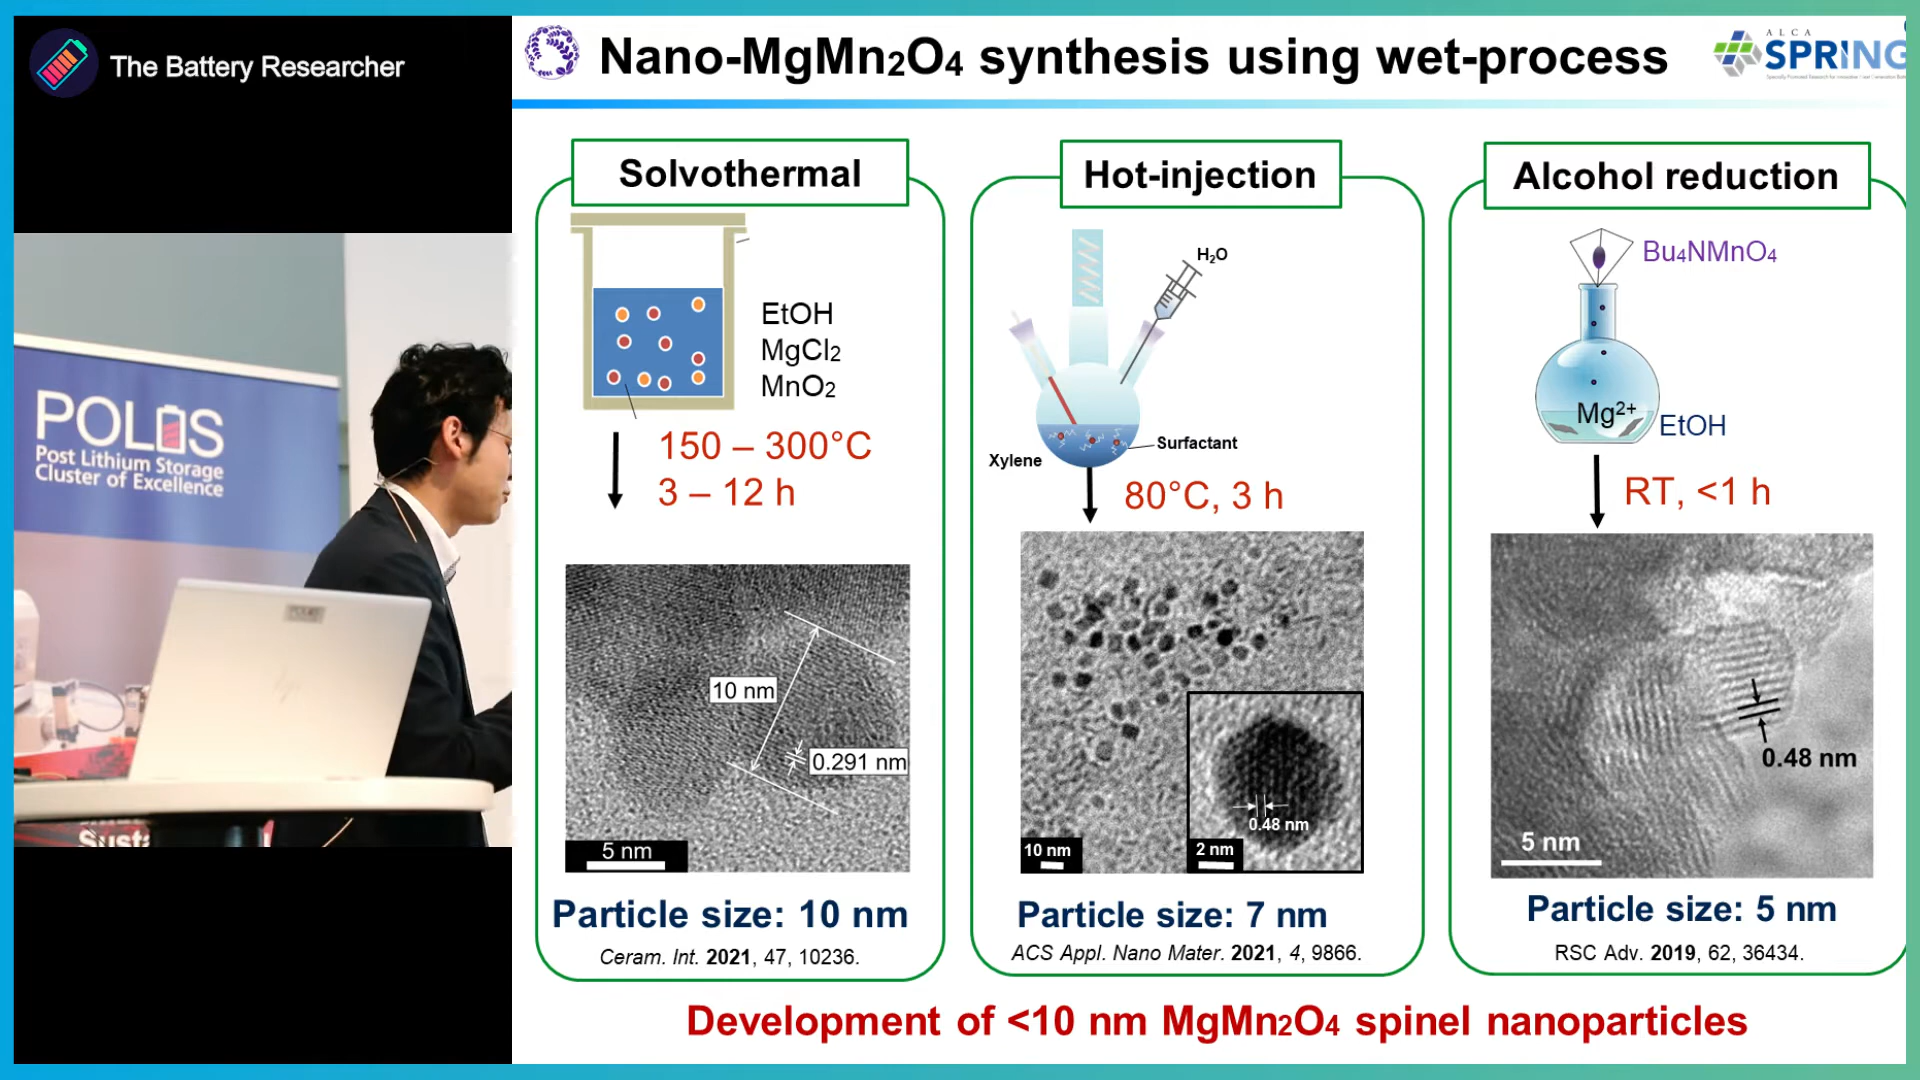 The Battery Researcher
POLiS
Post Lithium Storage
Cluster of Excellence
Susta
Nano-MgMn₂O₄ synthesis using wet-process
ALCA
SPRING
Solvothermal
EtOH
MgCl₂
MnO₂
150 – 300°C
3 – 12 h
10 nm
0.291 nm
5 nm
Particle size: 10 nm
Ceram. Int. 2021, 47, 10236.
Hot-injection
H₂O
Surfactant
Xylene
80°C, 3 h
0.48 nm
10 nm
2 nm
Particle size: 7 nm
ACS Appl. Nano Mater. 2021, 4, 9866.
Alcohol reduction
Bu₄NMnO₄
Mg²⁺
EtOH
RT, <1 h
0.48 nm
5 nm
Particle size: 5 nm
RSC Adv. 2019, 62, 36434.
Development of <10 nm MgMn₂O₄ spinel nanoparticles